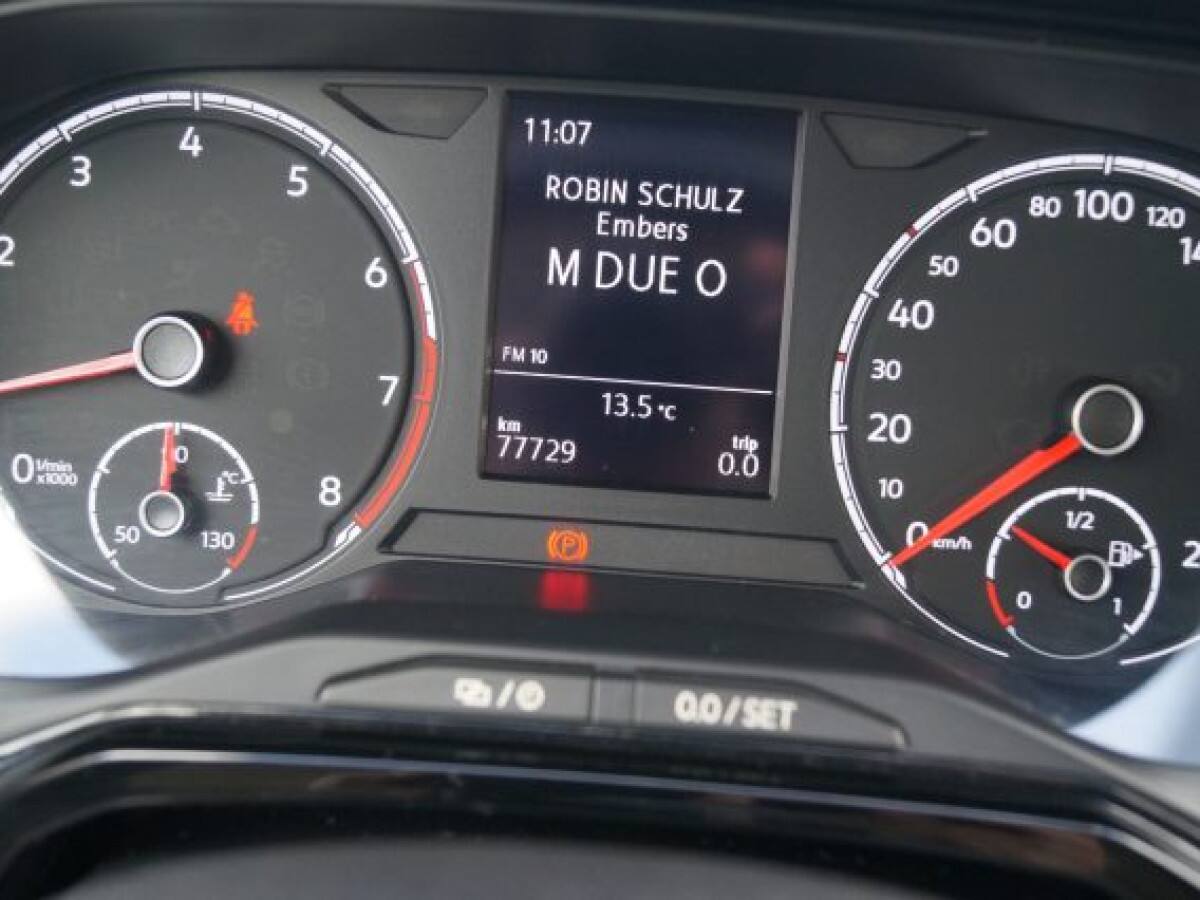 2
3
4
5
6
7
8
0 1/min
x1000
50
130
°C
11:07
ROBIN SCHULZ
Embers
M DUE O
FM 10
13.5 °C
km
77729
trip
0.0
P
0.0/SET
0
km/h
10
20
30
40
50
60
80
100
120
0
1/2
1